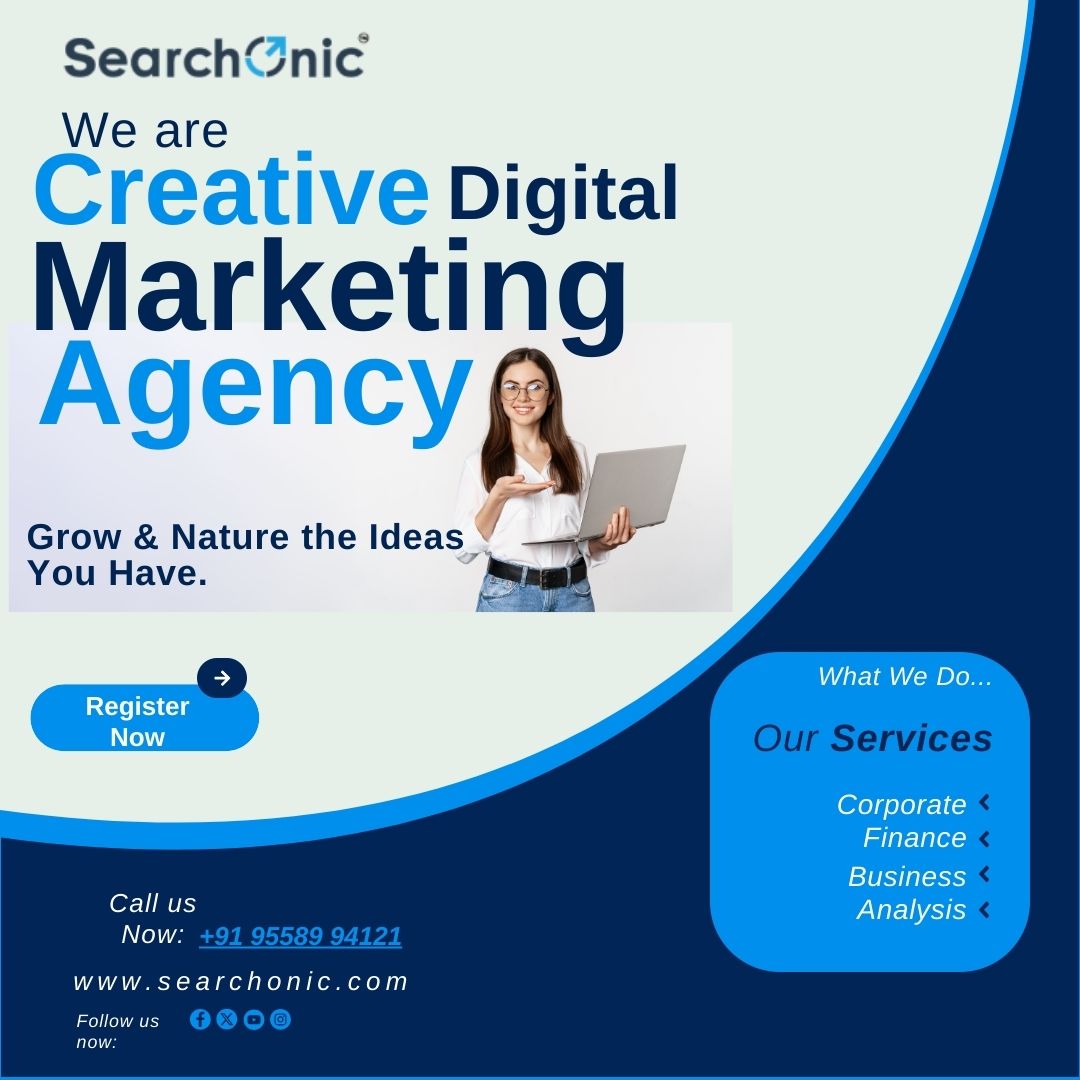 SearchOnic
We are
Creative Digital
Marketing
Agency
Grow & Nature the Ideas
You Have.
Register
Now
What We Do...
Our Services
Corporate
Finance
Business
Analysis
Call us
Now: +91 95589 94121
www.searchonic.com
Follow us
now: